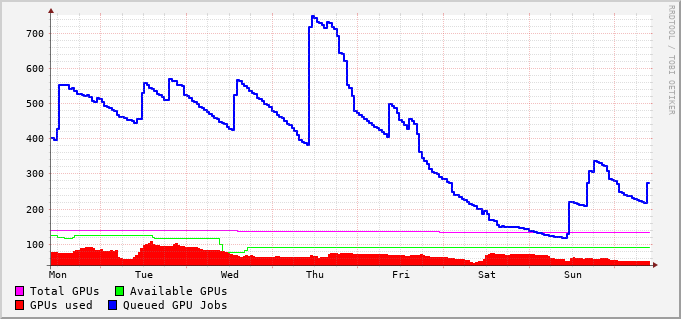 700
600
500
400
300
200
100
Mon Tue Wed Thu Fri Sat Sun
Total GPUs Available GPUs
GPUs used Queued GPU Jobs
RRDTOOL / TOBI OETIKER